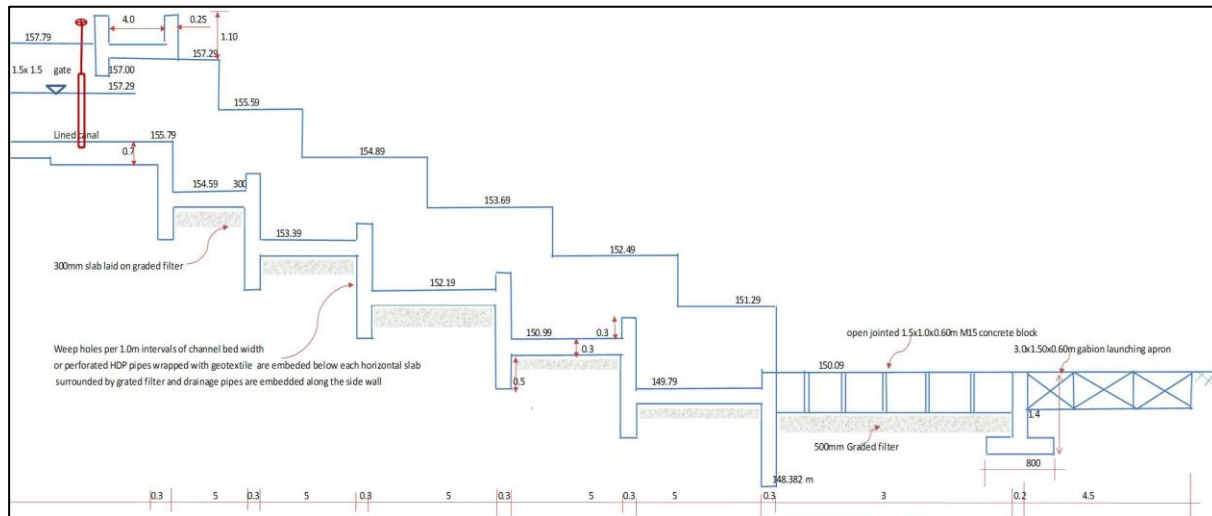 4.0
0.25
1.10
157.79
157.29
1.5x 1.5 gate
157.00
157.29
155.59
Lined canal
155.79
0.7
154.89
154.59
300
153.69
153.39
152.49
300mm slab laid on graded filter
152.19
151.29
150.99
0.3
0.3
0.5
open jointed 1.5x1.0x0.60m M15 concrete block
3.0x1.50x0.60m gabion launching apron
150.09
Weep holes per 1.0m intervals of channel bed width
or perforated HDP pipes wrapped with geotextile are embeded below each horizontal slab
surrounded by grated filter and drainage pipes are embedded along the side wall
149.79
1.4
500mm Graded filter
800
148.382 m
0.3 5 0.3 5 0.3 5 0.3 5 0.3 5 0.3 3 0.2 4.5